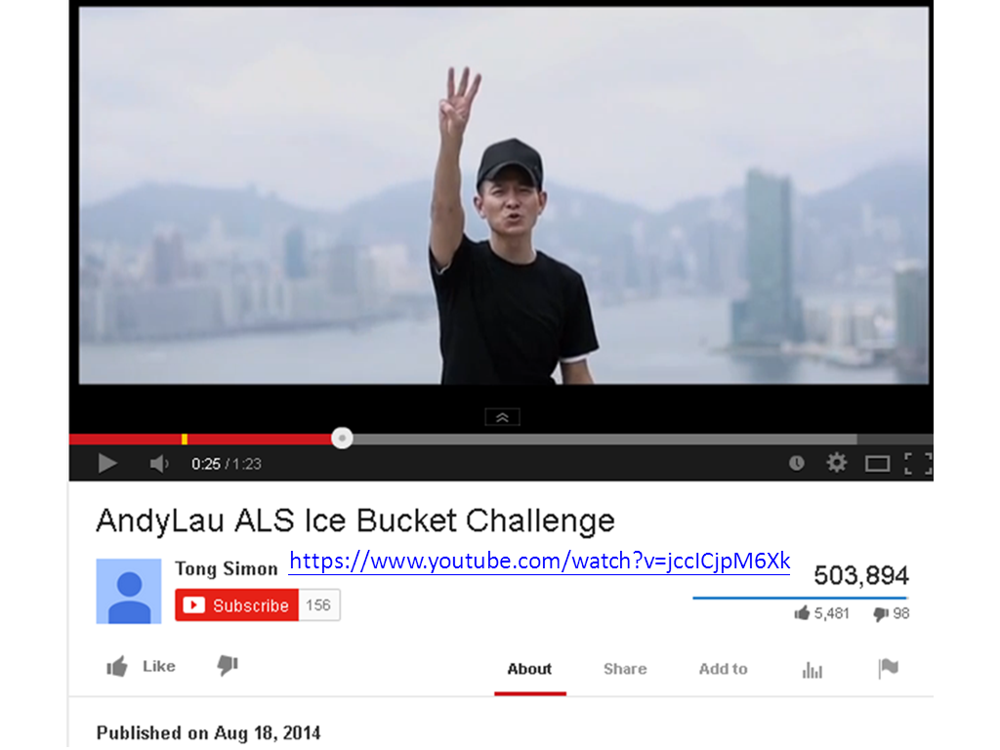 0:25 / 1:23
AndyLau ALS Ice Bucket Challenge
Tong Simon https://www.youtube.com/watch?v=jccICjpM6Xk 503,894
Subscribe 156
5,481 98
Like About Share Add to
Published on Aug 18, 2014